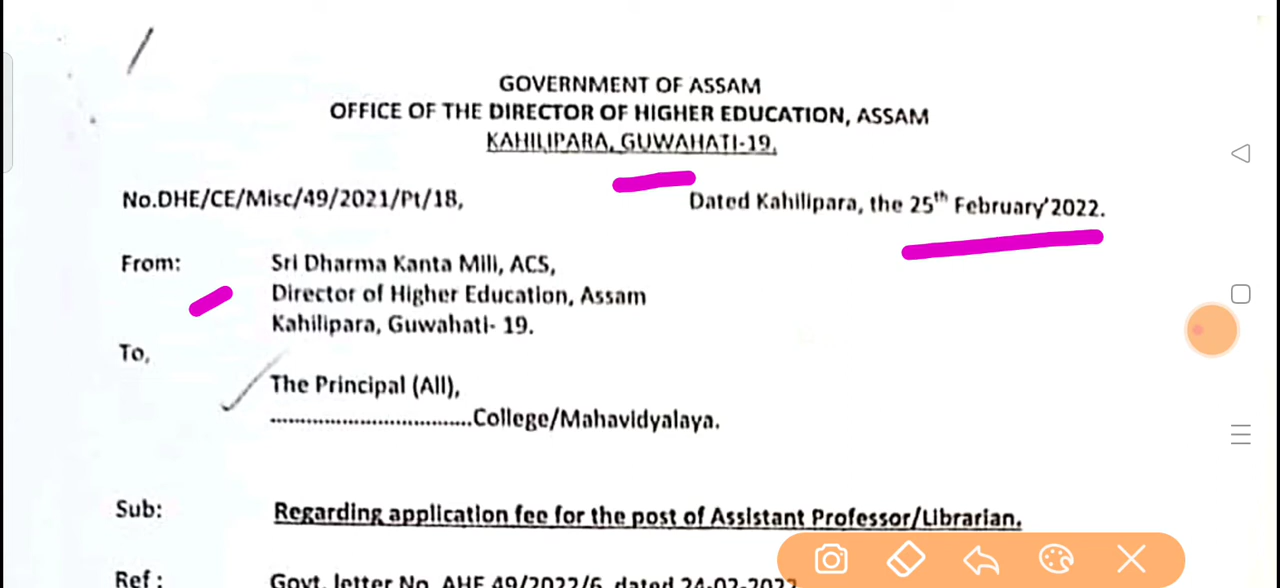 GOVERNMENT OF ASSAM
OFFICE OF THE DIRECTOR OF HIGHER EDUCATION, ASSAM
KAHILIPARA, GUWAHATI-19.
No.DHE/CE/Misc/49/2021/Pt/18, Dated Kahilipara, the 25th February'2022.
From: Sri Dharma Kanta Mili, ACS,
Director of Higher Education, Assam
Kahilipara, Guwahati- 19.
To,
The Principal (All),
..................................College/Mahavidyalaya.
Sub: Regarding application fee for the post of Assistant Professor/Librarian.
Ref : Govt. letter No. AHE 49/2022/6, dated 24-02-2022